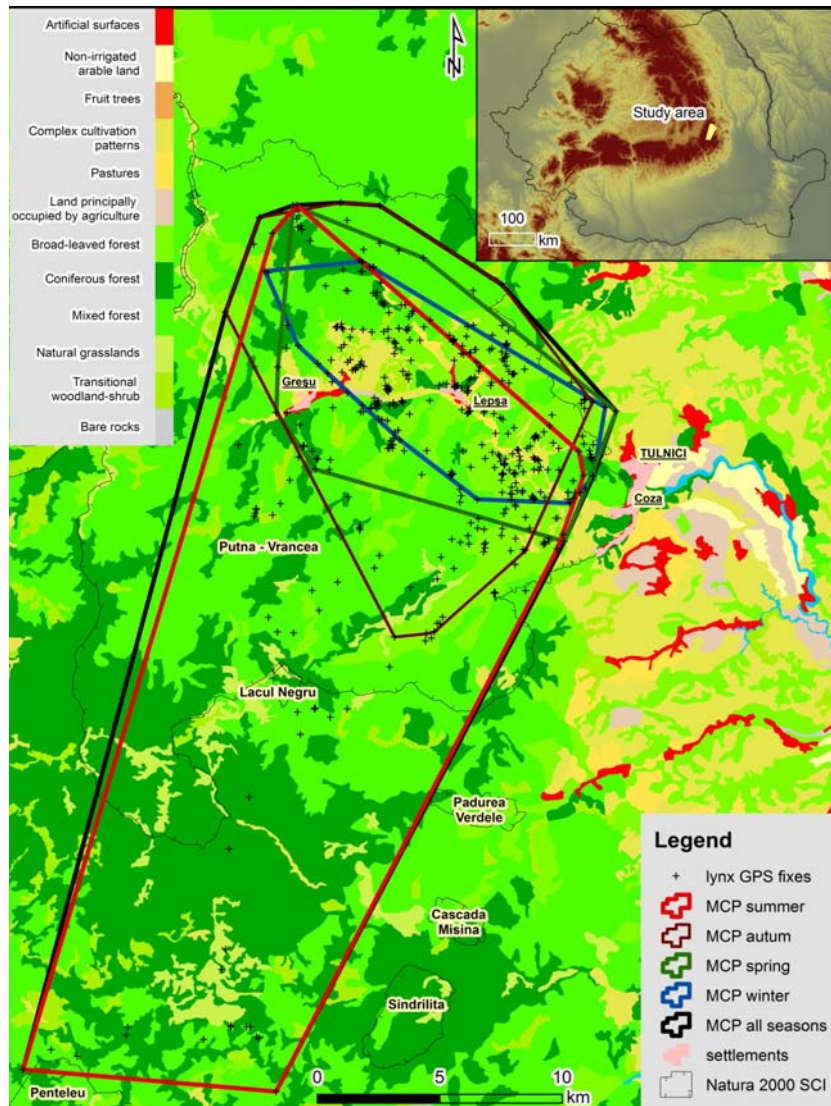 Artificial surfaces
Non-irrigated
arable land
Fruit trees
Complex cultivation
patterns
Pastures
Land principally
occupied by agriculture
Broad-leaved forest
Coniferous forest
Mixed forest
Natural grasslands
Transitional
woodland-shrub
Bare rocks
N
Study area
100
km
Greșu
Lepșa
TULNICI
Coza
Putna - Vrancea
Lacul Negru
Padurea
Verdele
Cascada
Misina
Sindrilita
Penteleu
0 5 10
km
Legend
lynx GPS fixes
MCP summer
MCP autum
MCP spring
MCP winter
MCP all seasons
settlements
Natura 2000 SCI